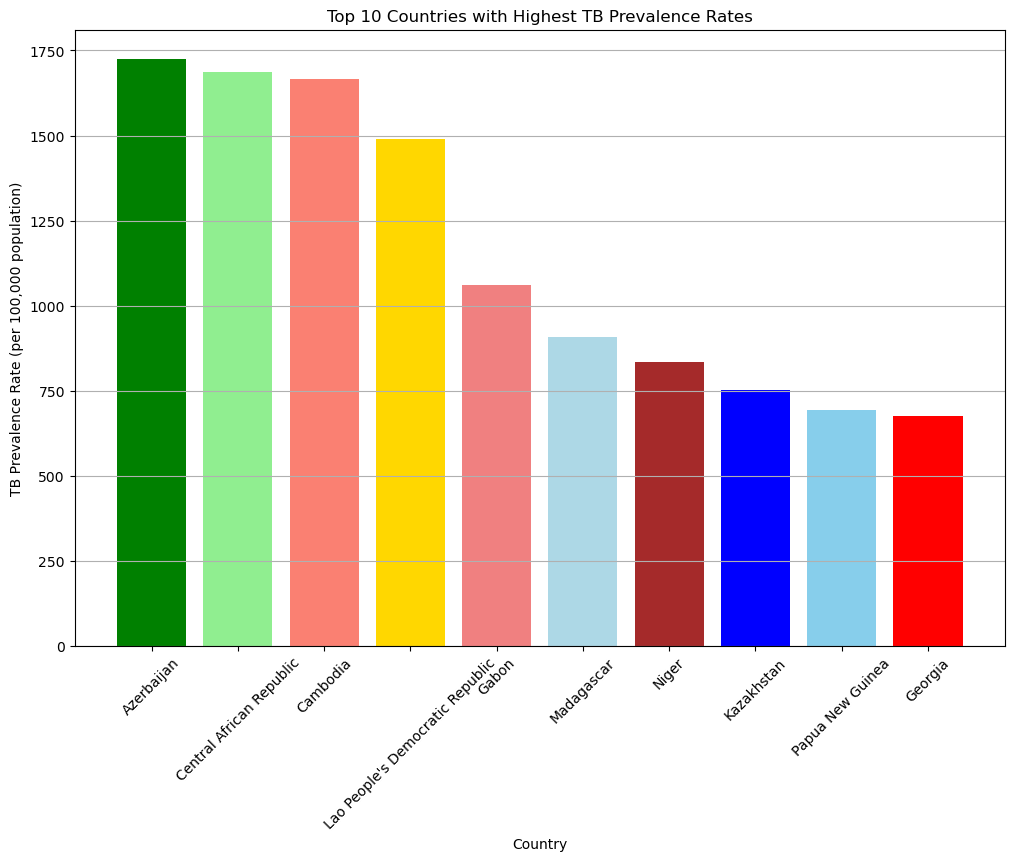 Top 10 Countries with Highest TB Prevalence Rates
TB Prevalence Rate (per 100,000 population)
1750
1500
1250
1000
750
500
250
0
Azerbaijan
Central African Republic
Cambodia
Lao People's Democratic Republic
Gabon
Madagascar
Niger
Kazakhstan
Papua New Guinea
Georgia
Country